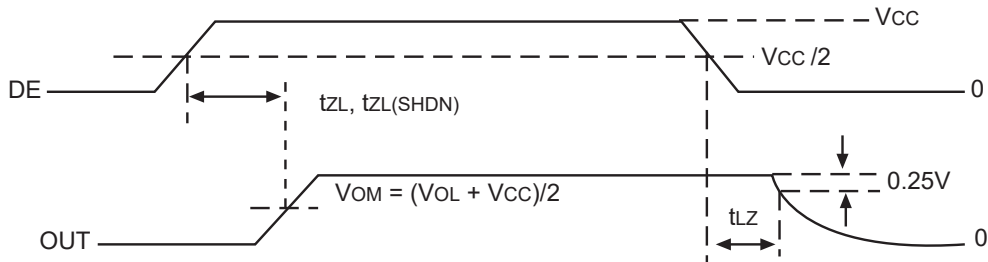 VCC
VCC /2
DE
0
tZL, tZL(SHDN)
VOM = (VOL + VCC)/2
0.25V
tLZ
OUT
0